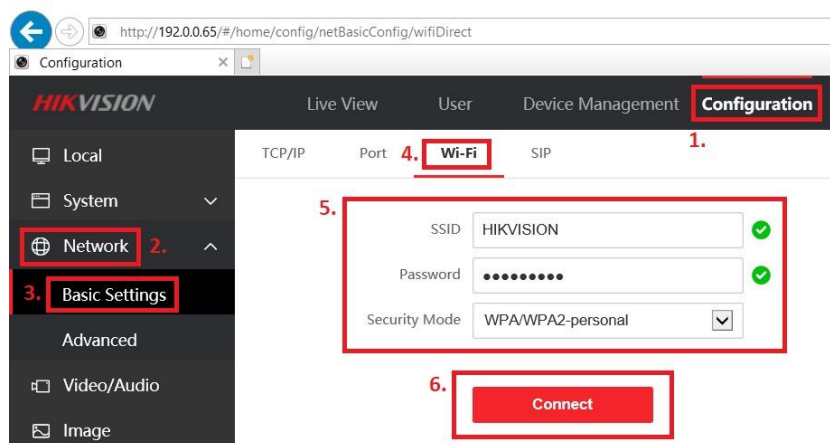 http://192.0.0.65/#/home/config/netBasicConfig/wifiDirect
Configuration
HIKVISION Live View User Device Management Configuration
1.
Local TCP/IP Port 4. Wi-Fi SIP
System
5.
SSID HIKVISION
Network 2.
Password •••••••••
3. Basic Settings
Security Mode WPA/WPA2-personal
Advanced
Video/Audio 6.
Connect
Image